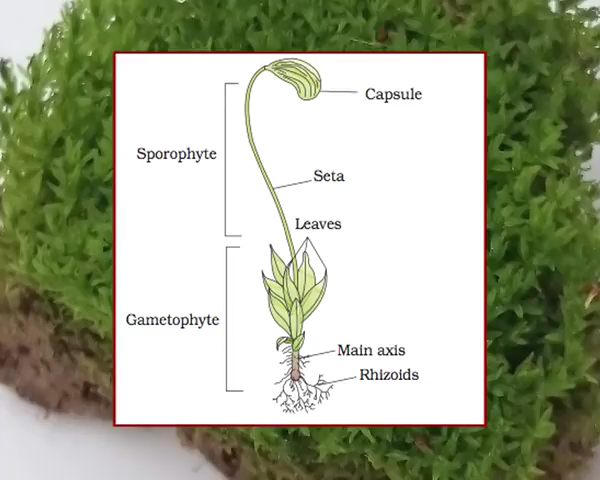 Capsule
Sporophyte
Seta
Leaves
Gametophyte
Main axis
Rhizoids